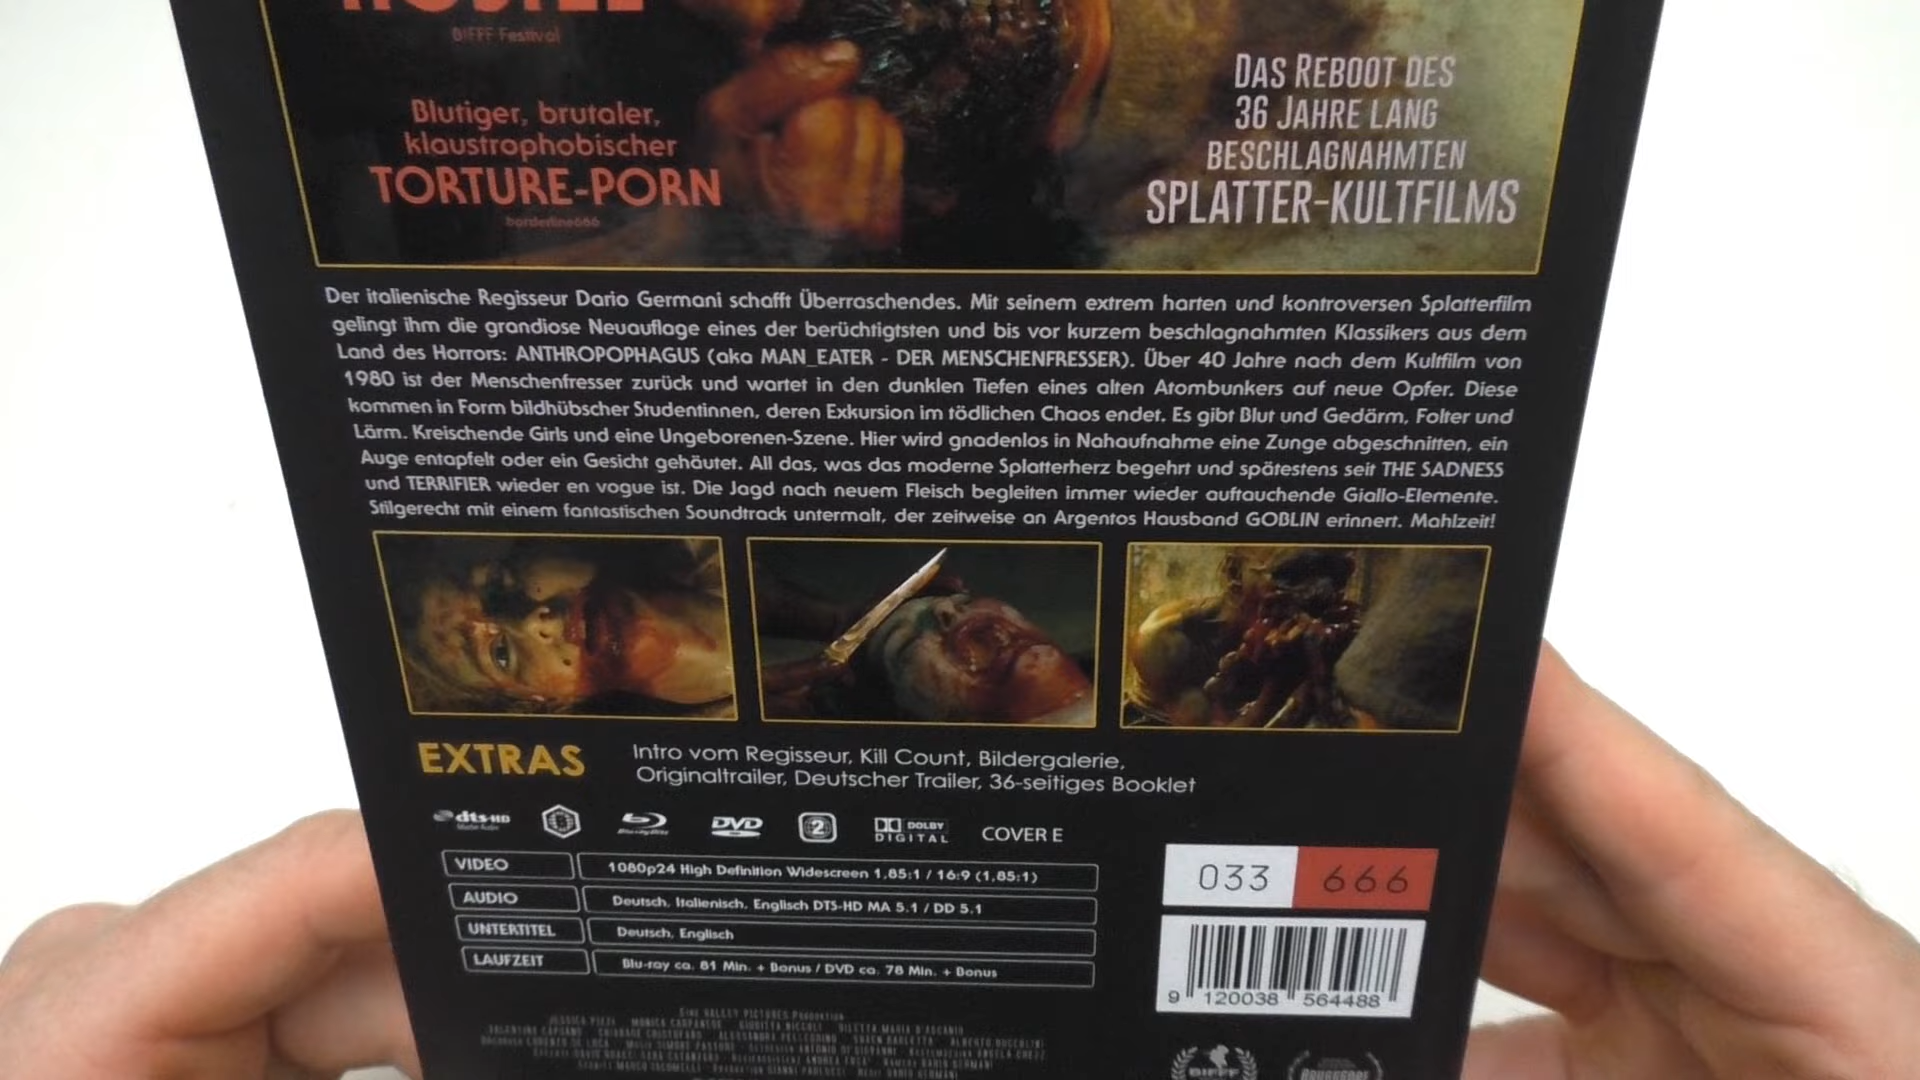 BIFFF Festival
Blutiger, brutaler,
klaustrophobischer
TORTURE-PORN
borderline666
DAS REBOOT DES
36 JAHRE LANG
BESCHLAGNAHMTEN
SPLATTER-KULTFILMS
Der italienische Regisseur Dario Germani schafft Überraschendes. Mit seinem extrem harten und kontroversen Splatterfilm
gelingt ihm die grandiose Neuauflage eines der berüchtigtsten und bis vor kurzem beschlagnahmten Klassikers aus dem
Land des Horrors: ANTHROPOPHAGUS (aka MAN_EATER - DER MENSCHENFRESSER). Über 40 Jahre nach dem Kultfilm von
1980 ist der Menschenfresser zurück und wartet in den dunklen Tiefen eines alten Atombunkers auf neue Opfer. Diese
kommen in Form bildhübscher Studentinnen, deren Exkursion im tödlichen Chaos endet. Es gibt Blut und Gedärm, Folter und
Lärm. Kreischende Girls und eine Ungeborenen-Szene. Hier wird gnadenlos in Nahaufnahme eine Zunge abgeschnitten, ein
Auge entapfelt oder ein Gesicht gehäutet. All das, was das moderne Splatterherz begehrt und spätestens seit THE SADNESS
und TERRIFIER wieder en vogue ist. Die Jagd nach neuem Fleisch begleiten immer wieder auftauchende Giallo-Elemente.
Stilgerecht mit einem fantastischen Soundtrack untermalt, der zeitweise an Argentos Hausband GOBLIN erinnert. Mahlzeit!
EXTRAS
Intro vom Regisseur, Kill Count, Bildergalerie,
Originaltrailer, Deutscher Trailer, 36-seitiges Booklet
dts-HD Master Audio
Blu-ray Disc
DVD
2
DOLBY DIGITAL
COVER E
VIDEO 1080p24 High Definition Widescreen 1,85:1 / 16:9 (1,85:1)
AUDIO Deutsch, Italienisch, Englisch DTS-HD MA 5.1 / DD 5.1
UNTERTITEL Deutsch, Englisch
LAUFZEIT Blu-ray ca. 81 Min. + Bonus / DVD ca. 78 Min. + Bonus
033 666
9 120038 564488
BIFFF